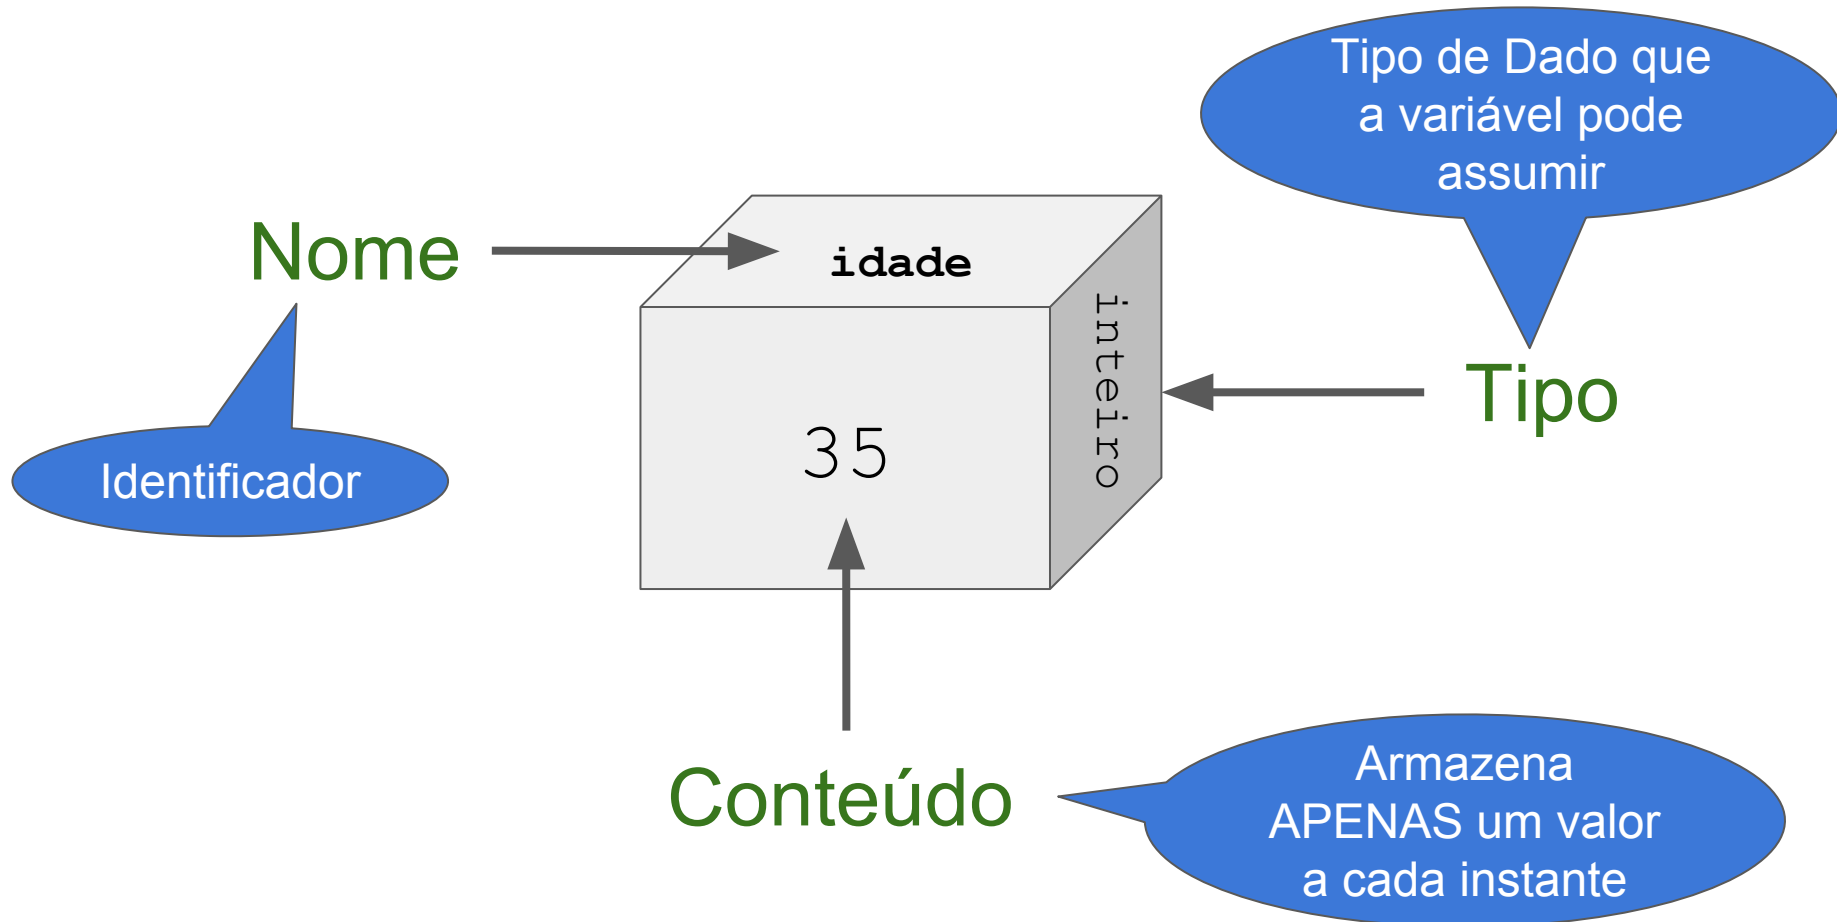 Tipo de Dado que
a variável pode
assumir
Nome
idade
inteiro
Tipo
35
Identificador
Conteúdo
Armazena
APENAS um valor
a cada instante